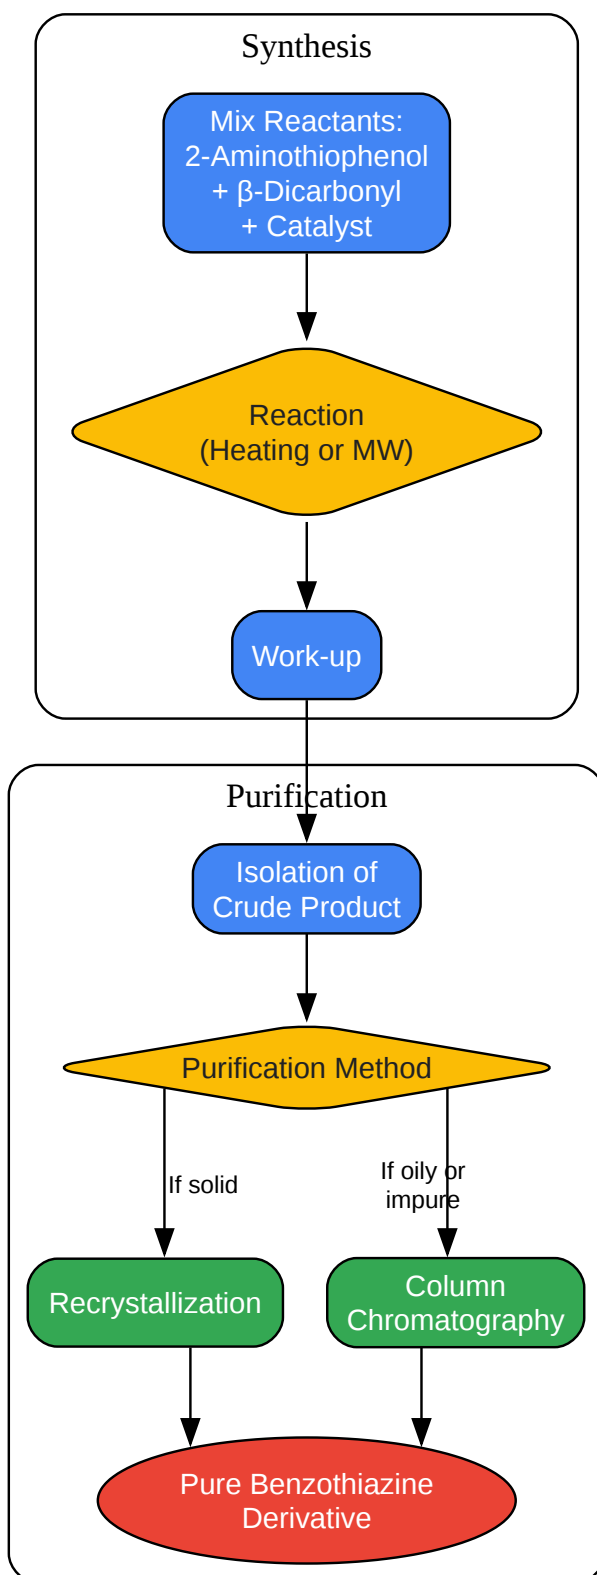 Synthesis
Mix Reactants:
2-Aminothiophenol
+ β-Dicarbonyl
+ Catalyst
Reaction
(Heating or MW)
Work-up
Purification
Isolation of
Crude Product
Purification Method
If solid
If oily or
impure
Recrystallization
Column
Chromatography
Pure Benzothiazine
Derivative